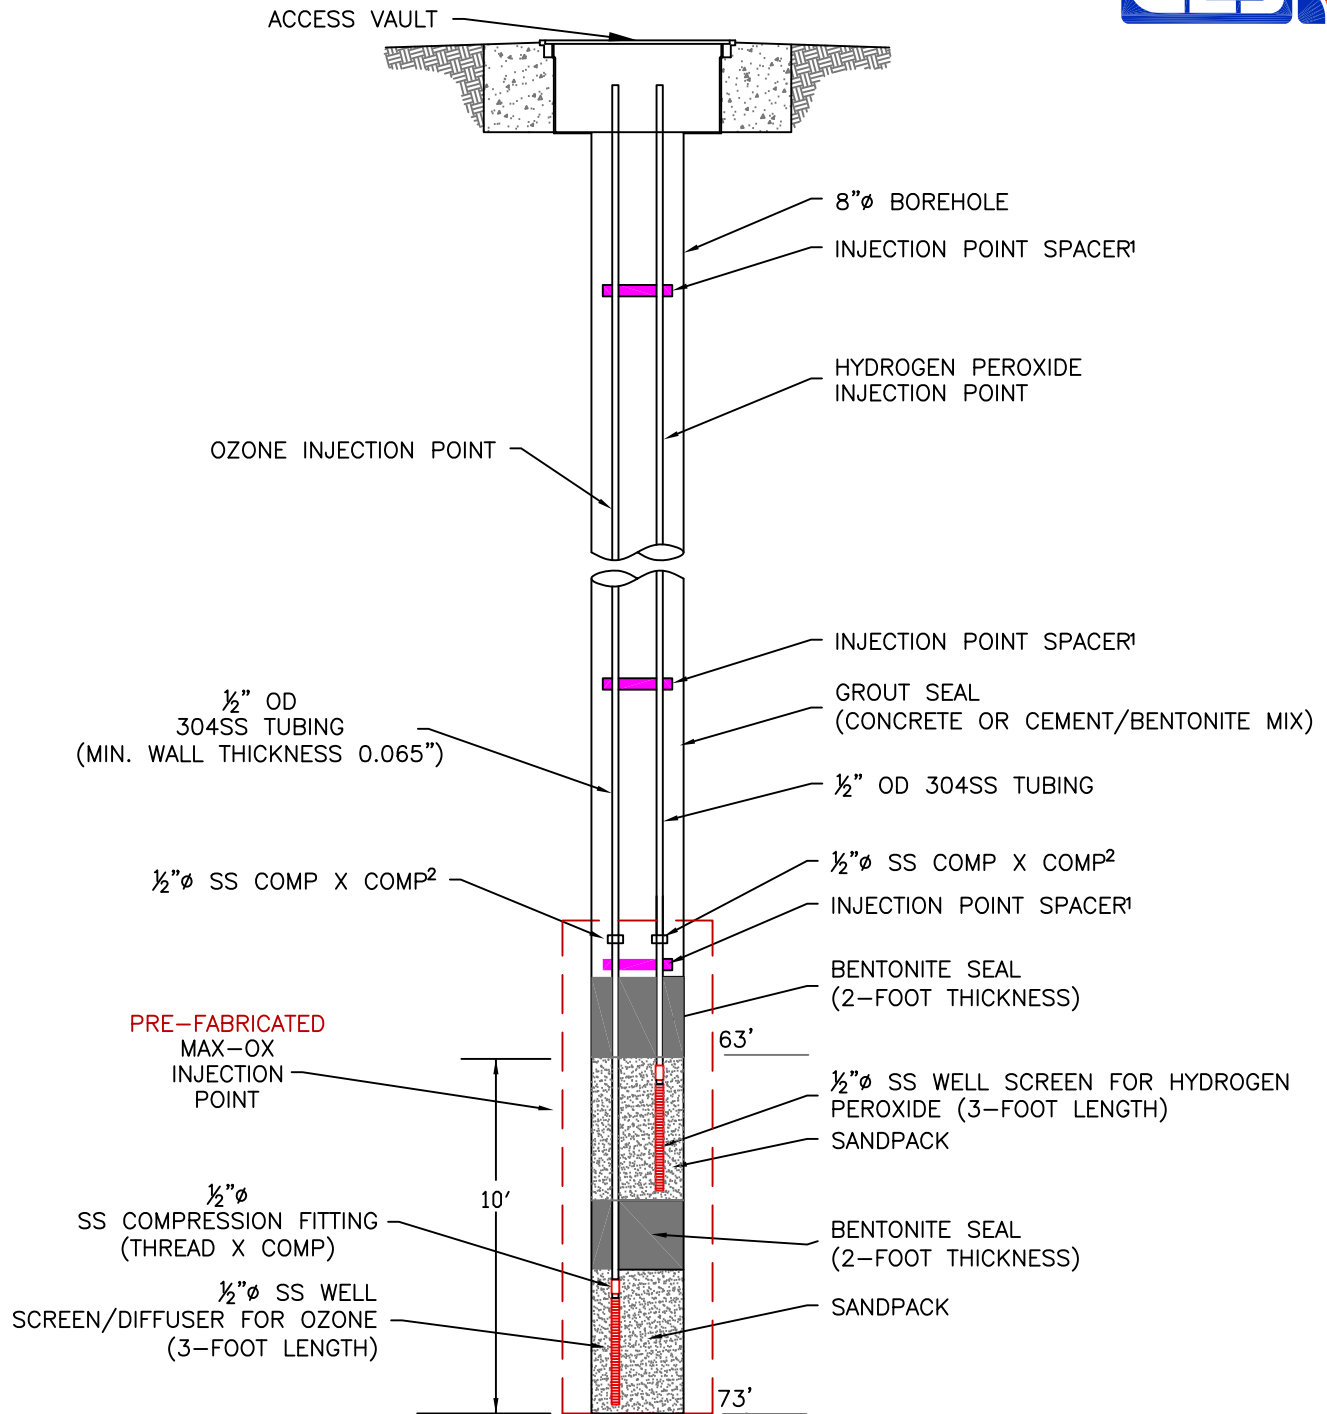 ACCESS VAULT
8”ø BOREHOLE
INJECTION POINT SPACER¹
HYDROGEN PEROXIDE
INJECTION POINT
OZONE INJECTION POINT
INJECTION POINT SPACER¹
GROUT SEAL
(CONCRETE OR CEMENT/BENTONITE MIX)
½” OD
304SS TUBING
(MIN. WALL THICKNESS 0.065”)
½” OD 304SS TUBING
½”ø SS COMP X COMP²
½”ø SS COMP X COMP²
INJECTION POINT SPACER¹
BENTONITE SEAL
(2–FOOT THICKNESS)
PRE–FABRICATED
MAX–OX
INJECTION
POINT
63’
½”ø SS WELL SCREEN FOR HYDROGEN
PEROXIDE (3–FOOT LENGTH)
SANDPACK
10’
½”ø
SS COMPRESSION FITTING
(THREAD X COMP)
BENTONITE SEAL
(2–FOOT THICKNESS)
½”ø SS WELL
SCREEN/DIFFUSER FOR OZONE
(3–FOOT LENGTH)
SANDPACK
73’